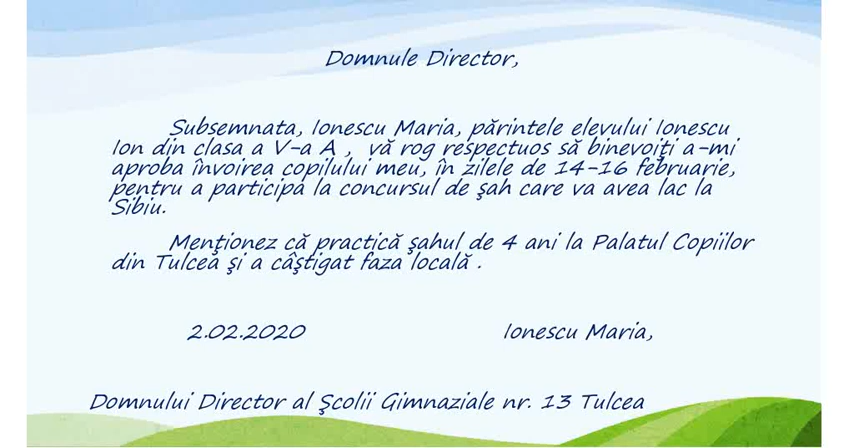 Domnule Director,
Subsemnata, Ionescu Maria, părintele elevului Ionescu
Ion din clasa a V-a A , vă rog respectuos să binevoiţi a-mi
aproba învoirea copilului meu, în zilele de 14-16 februarie,
pentru a participa la concursul de şah care va avea lac la
Sibiu.
Menţionez că practică şahul de 4 ani la Palatul Copiilor
din Tulcea şi a câştigat faza locală .
2.02.2020 Ionescu Maria,
Domnului Director al Şcolii Gimnaziale nr. 13 Tulcea